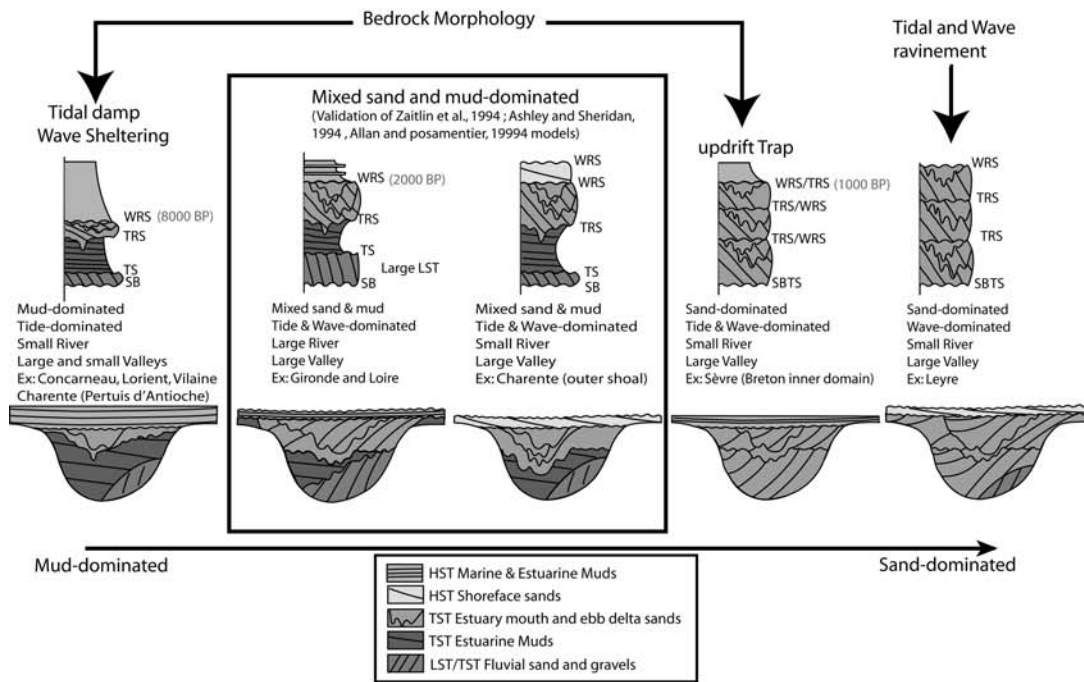 Bedrock Morphology
Tidal and Wave
ravinement
Mixed sand and mud-dominated
(Validation of Zaitlin et al., 1994 ; Ashley and Sheridan,
1994 , Allan and posamentier, 19994 models)
Tidal damp
Wave Sheltering
updrift Trap
WRS (8000 BP)
TRS
TS
SB
WRS (2000 BP)
TRS
Large LST
SB
WRS
WRS
TRS
TS
SB
WRS/TRS (1000 BP)
TRS/WRS
TRS/WRS
SBTS
WRS
TRS
TRS
SBTS
Mud-dominated
Tide-dominated
Small River
Large and small Valleys
Ex: Concarneau, Lorient, Vilaine
Charente (Pertuis d'Antioche)
Mixed sand & mud
Tide & Wave-dominated
Large River
Large Valley
Ex: Gironde and Loire
Mixed sand & mud
Tide & Wave-dominated
Small River
Large Valley
Ex: Charente (outer shoal)
Sand-dominated
Tide & Wave-dominated
Small River
Large Valley
Ex: Sèvre (Breton inner domain)
Sand-dominated
Wave-dominated
Small River
Large Valley
Ex: Leyre
Mud-dominated
Sand-dominated
HST Marine & Estuarine Muds
HST Shoreface sands
TST Estuary mouth and ebb delta sands
TST Estuarine Muds
LST/TST Fluvial sand and gravels